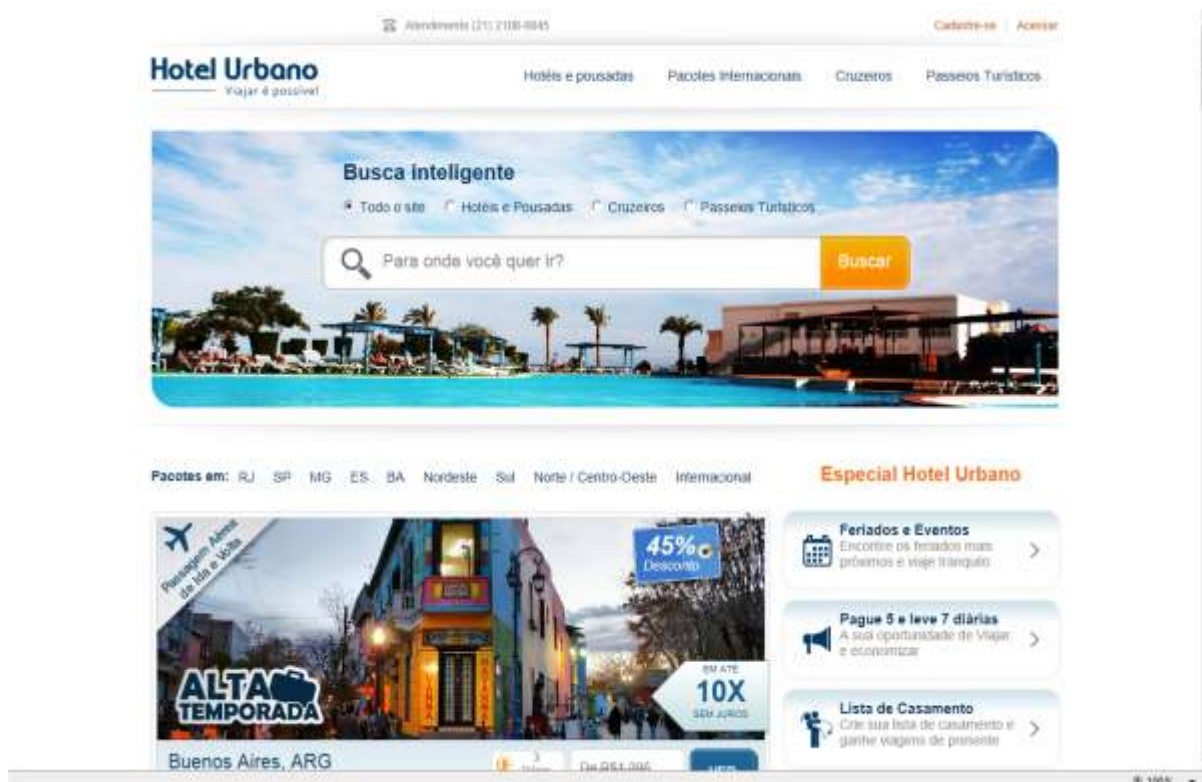 Atendimento (21) 2108-8845
Cadastre-se Acessar
Hotel Urbano
Viajar é possível
Hotéis e pousadas Pacotes Internacionais Cruzeiros Passeios Turísticos
Busca inteligente
Todo o site Hotéis e Pousadas Cruzeiros Passeios Turísticos
Para onde você quer ir?
Buscar
Pacotes em: RJ SP MG ES BA Nordeste Sul Norte / Centro-Oeste Internacional
Passagem Aérea
de Ida e Volta
45%
Desconto
ALTA
TEMPORADA
EM ATÉ
10X
SEM JUROS
Buenos Aires, ARG
3
VER
Especial Hotel Urbano
Feriados e Eventos
Encontre os feriados mais
próximos e viaje tranquilo
Pague 5 e leve 7 diárias
A sua oportunidade de Viajar
e economizar
Lista de Casamento
Crie sua lista de casamento e
ganhe viagens de presente
100%